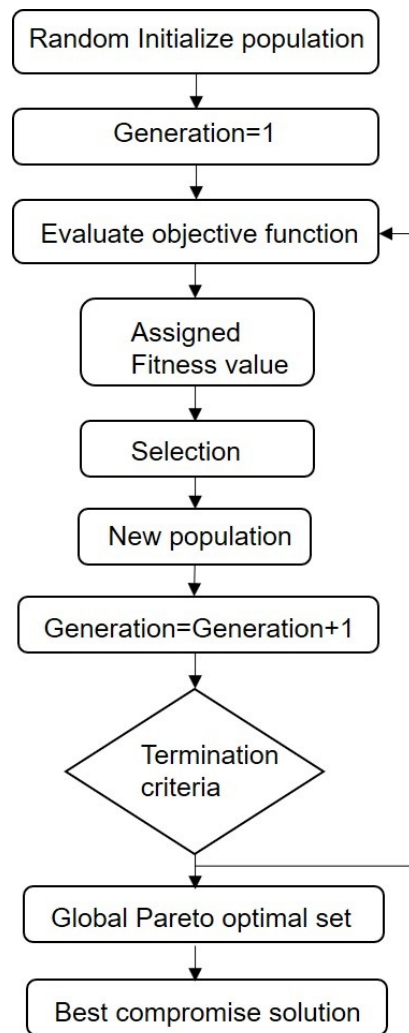 Random Initialize population
Generation=1
Evaluate objective function
Assigned
Fitness value
Selection
New population
Generation=Generation+1
Termination
criteria
Global Pareto optimal set
Best compromise solution